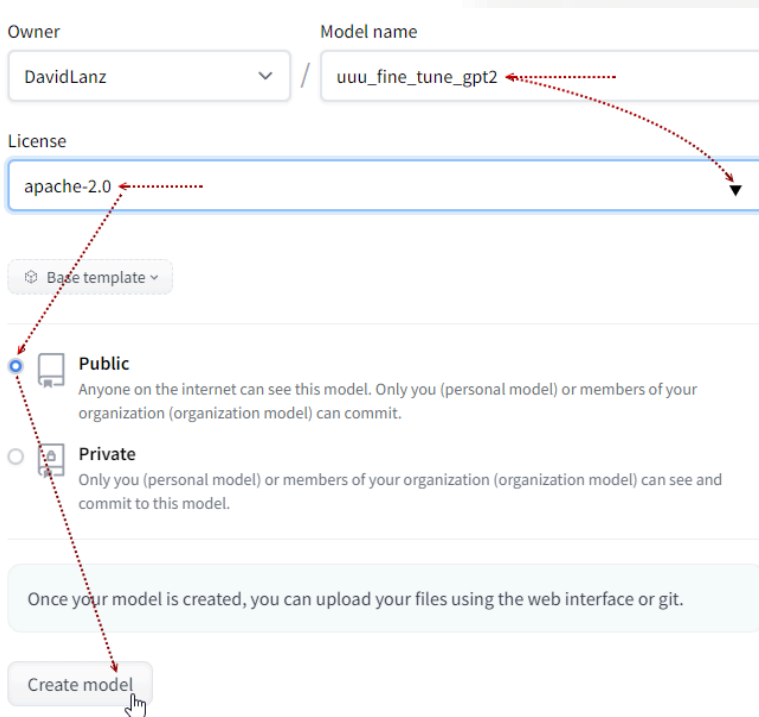 Owner
Model name
DavidLanz
/
uuu_fine_tune_gpt2
License
apache-2.0
Base template
Public
Anyone on the internet can see this model. Only you (personal model) or members of your
organization (organization model) can commit.
Private
Only you (personal model) or members of your organization (organization model) can see and
commit to this model.
Once your model is created, you can upload your files using the web interface or git.
Create model